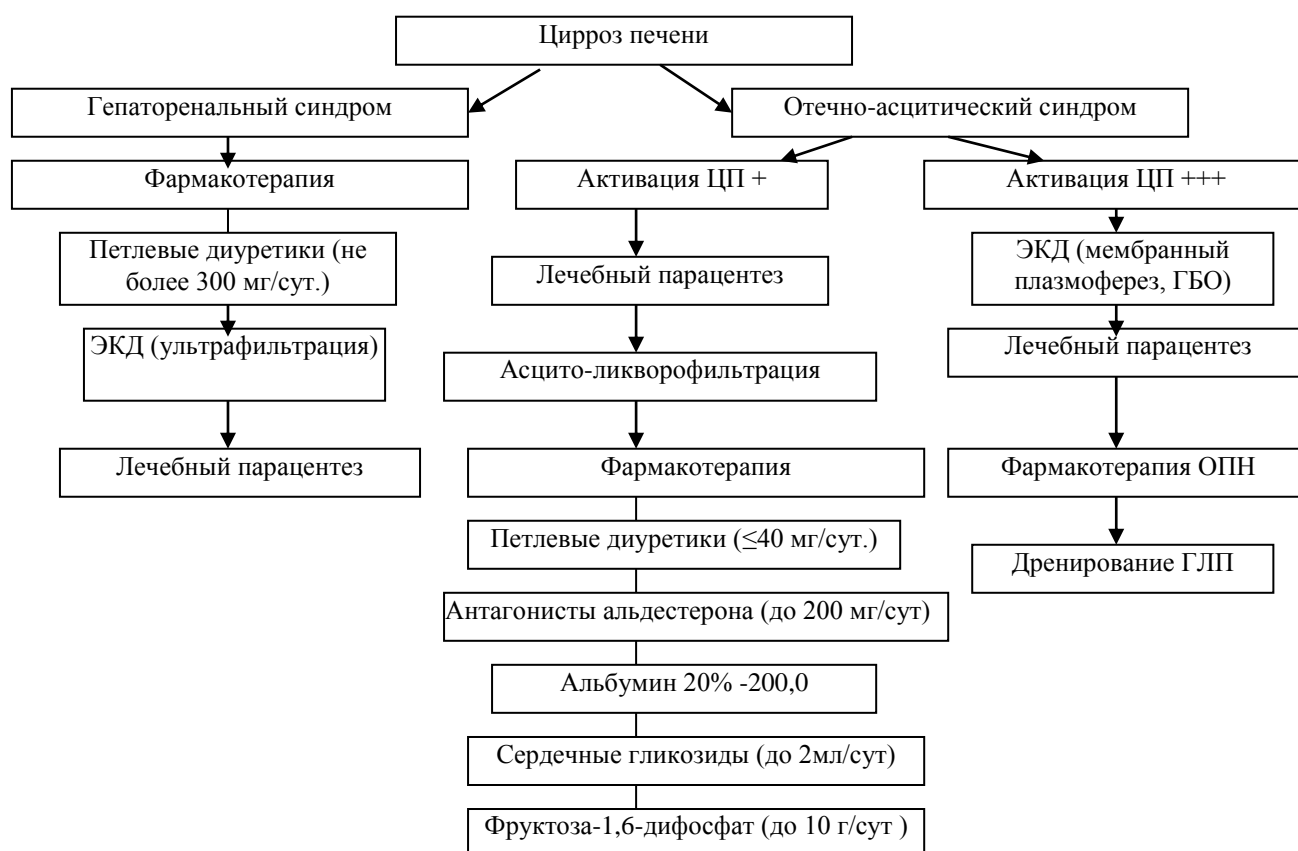 Цирроз печени
Гепаторенальный синдром
Отечно-асцитический синдром
Фармакотерапия
Активация ЦП +
Активация ЦП +++
Петлевые диуретики (не
более 300 мг/сут.)
ЭКД (мембранный
плазмоферез, ГБО)
Лечебный парацентез
ЭКД (ультрафильтрация)
Лечебный парацентез
Асцито-ликворофильтрация
Лечебный парацентез
Фармакотерапия
Фармакотерапия ОПН
Петлевые диуретики (≤40 мг/сут.)
Дренирование ГЛП
Антагонисты альдестерона (до 200 мг/сут)
Альбумин 20% -200,0
Сердечные гликозиды (до 2мл/сут)
Фруктоза-1,6-дифосфат (до 10 г/сут )